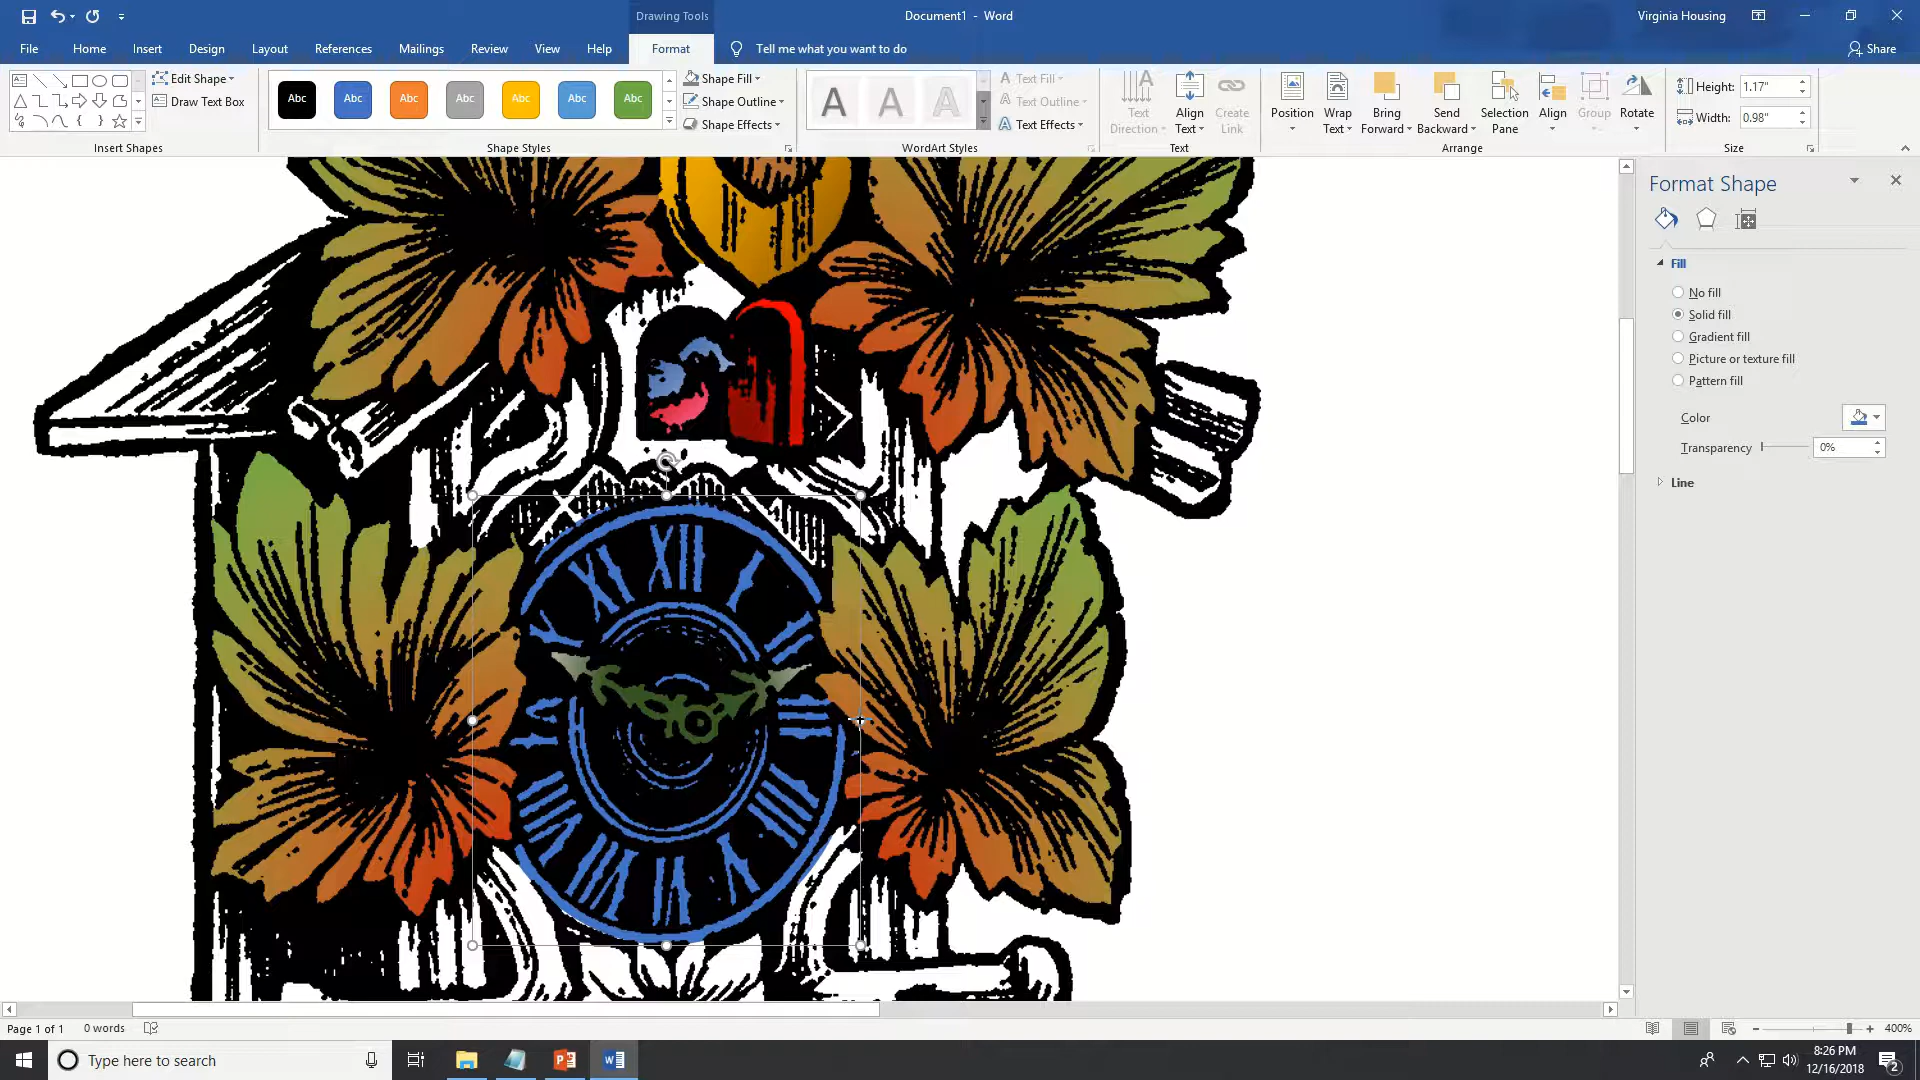 Drawing Tools
Document1 - Word
Virginia Housing
File Home Insert Design Layout References Mailings Review View Help Format Tell me what you want to do Share
Edit Shape
Draw Text Box
Insert Shapes
Abc Abc Abc Abc Abc Abc Abc
Shape Fill
Shape Outline
Shape Effects
Shape Styles
A A A
Text Fill
Text Outline
Text Effects
WordArt Styles
Text Direction
Align Text
Create Link
Text
Position
Wrap Text
Bring Forward
Send Backward
Selection Pane
Align
Group
Rotate
Arrange
Height: 1.17"
Width: 0.98"
Size
Format Shape
Fill
No fill
Solid fill
Gradient fill
Picture or texture fill
Pattern fill
Color
Transparency 0%
Line
XII
XI
I
Page 1 of 1 0 words
400%
Type here to search
8:26 PM
12/16/2018
2